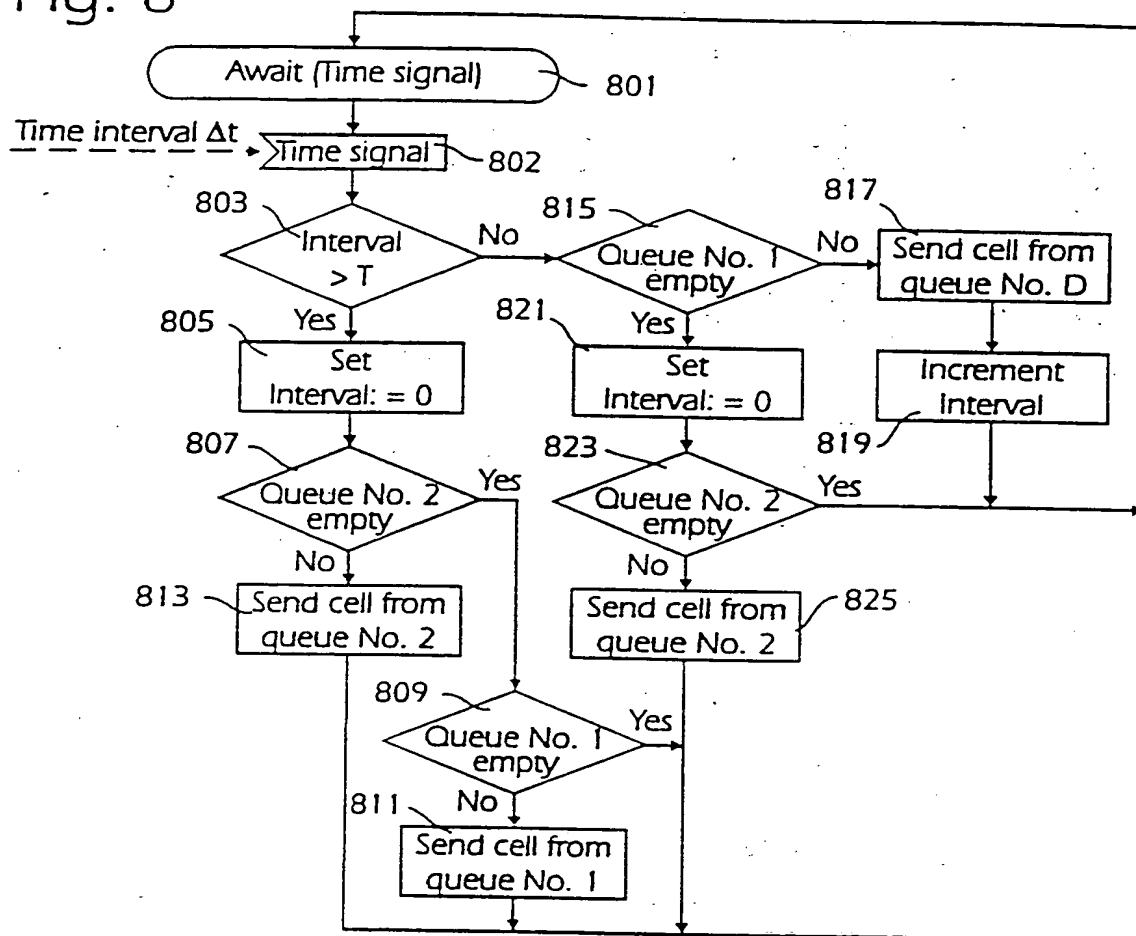 Fig. 8
Await (Time signal)
801
Time interval Δt
Time signal
802
803
Interval
> T
No
815
Queue No. 1
empty
No
817
Send cell from
queue No. D
Yes
805
Set
Interval: = 0
Yes
821
Set
Interval: = 0
Increment
Interval
819
807
Queue No. 2
empty
Yes
823
Queue No. 2
empty
Yes
No
813
Send cell from
queue No. 2
No
Send cell from
queue No. 2
825
809
Queue No. 1
empty
Yes
No
811
Send cell from
queue No. 1